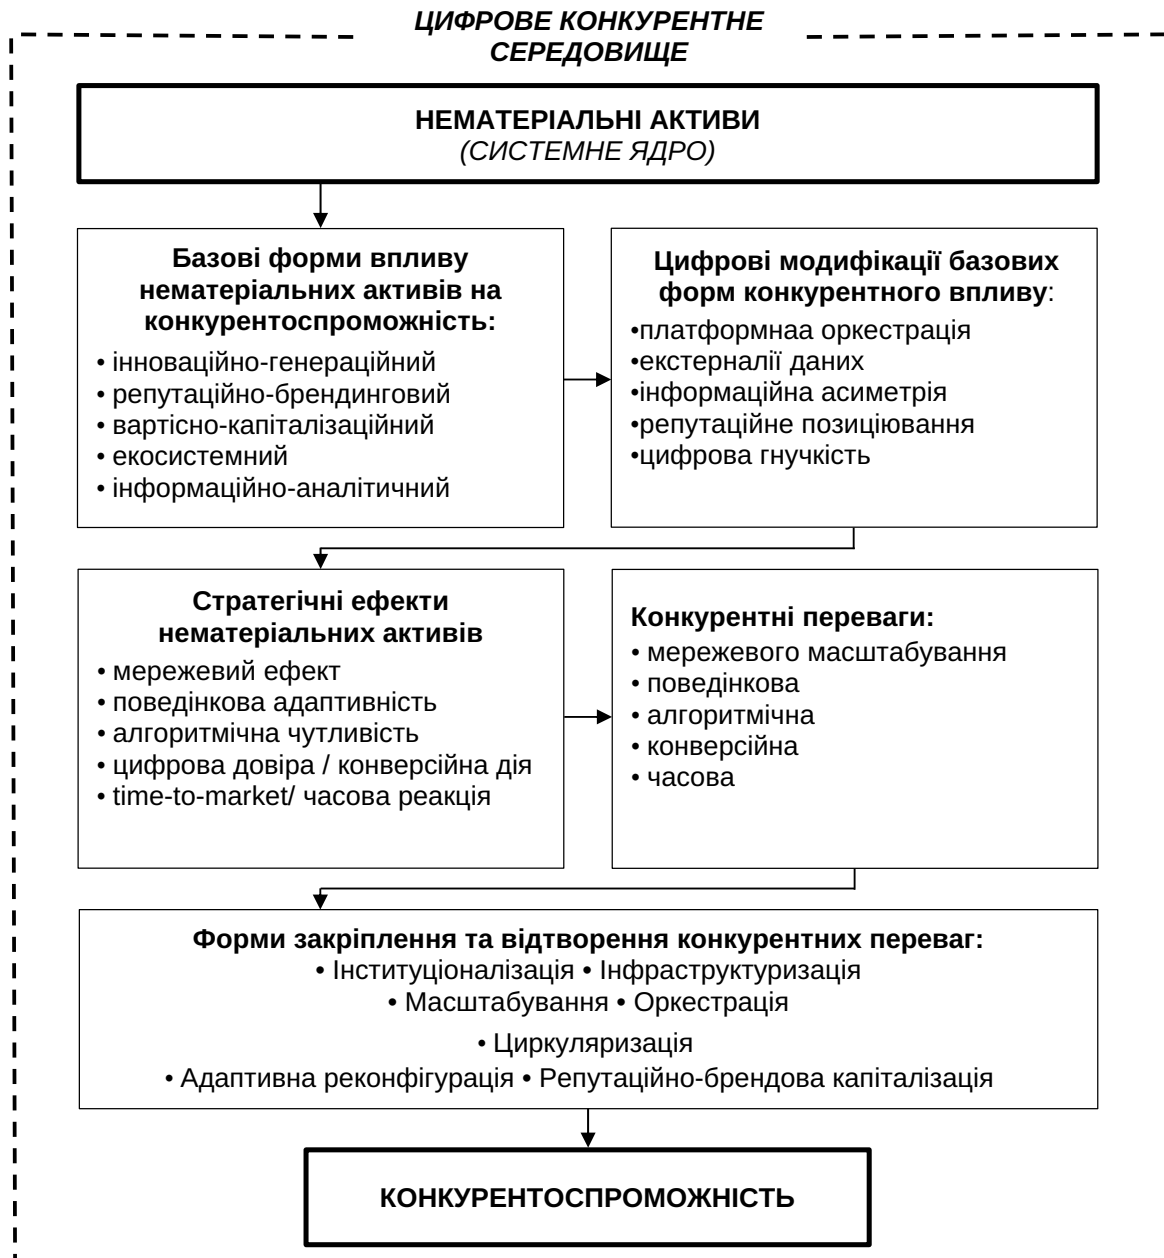 ЦИФРОВЕ КОНКУРЕНТНЕ
СЕРЕДОВИЩЕ
НЕМАТЕРІАЛЬНІ АКТИВИ
(СИСТЕМНЕ ЯДРО)
Базові форми впливу
нематеріальних активів на
конкурентоспроможність:
• інноваційно-генераційний
• репутаційно-брендинговий
• вартісно-капіталізаційний
• екосистемний
• інформаційно-аналітичний
Цифрові модифікації базових
форм конкурентного впливу:
•платформнаа оркестрація
•екстерналії даних
•інформаційна асиметрія
•репутаційне позиціювання
•цифрова гнучкість
Стратегічні ефекти
нематеріальних активів
• мережевий ефект
• поведінкова адаптивність
• алгоритмічна чутливість
• цифрова довіра / конверсійна дія
• time-to-market/ часова реакція
Конкурентні переваги:
• мережевого масштабування
• поведінкова
• алгоритмічна
• конверсійна
• часова
Форми закріплення та відтворення конкурентних переваг:
• Інституціоналізація • Інфраструктуризація
• Масштабування • Оркестрація
• Циркуляризація
• Адаптивна реконфігурація • Репутаційно-брендова капіталізація
КОНКУРЕНТОСПРОМОЖНІСТЬ